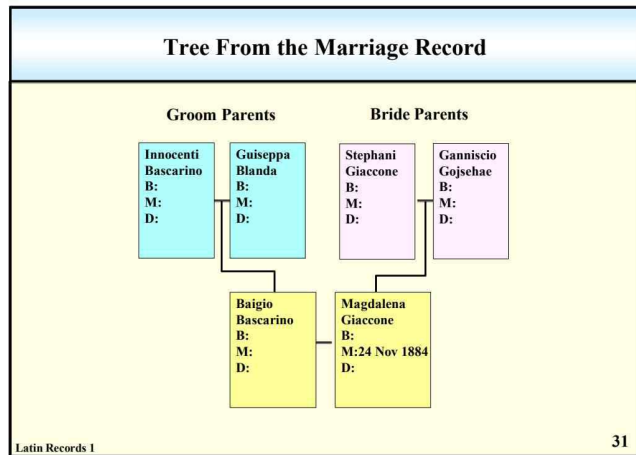 Tree From the Marriage Record
Groom Parents
Bride Parents
Innocenti
Bascarino
B:
M:
D:
Guiseppa
Blanda
B:
M:
D:
Stephani
Giaccone
B:
M:
D:
Ganniscio
Gojsehae
B:
M:
D:
Baigio
Bascarino
B:
M:
D:
Magdalena
Giaccone
B:
M:24 Nov 1884
D:
Latin Records 1
31